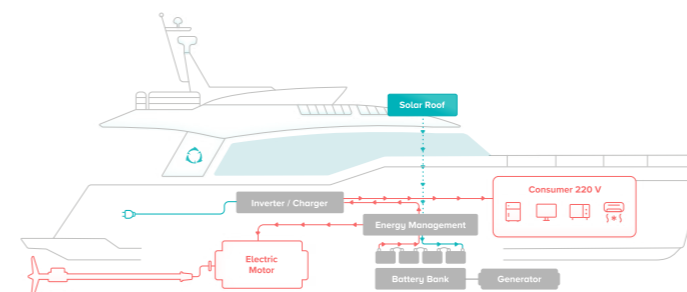 Solar Roof
Consumer 220 V
Inverter / Charger
Energy Management
Electric
Motor
Battery Bank
Generator